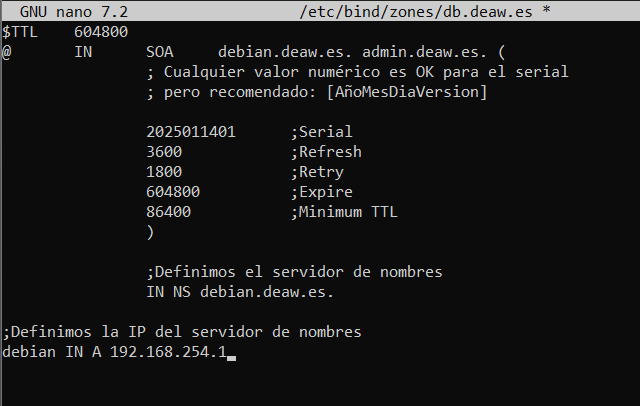 GNU nano 7.2 /etc/bind/zones/db.deaw.es *
$TTL 604800
@ IN SOA debian.deaw.es. admin.deaw.es. (
; Cualquier valor numérico es OK para el serial
; pero recomendado: [AñoMesDiaVersion]
2025011401 ;Serial
3600 ;Refresh
1800 ;Retry
604800 ;Expire
86400 ;Minimum TTL
)
;Definimos el servidor de nombres
IN NS debian.deaw.es.
;Definimos la IP del servidor de nombres
debian IN A 192.168.254.1